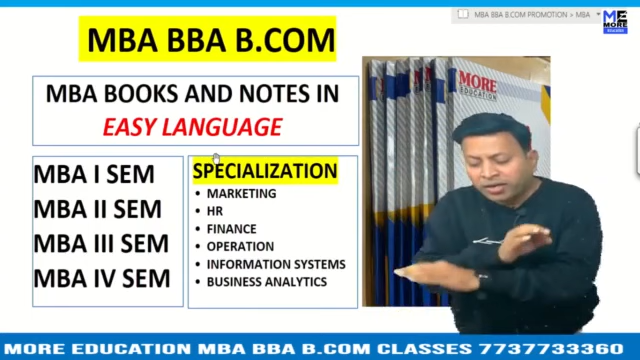 MBA BBA B.COM PROMOTION > MBA
ME
MORE
MBA BBA B.COM
MBA BOOKS AND NOTES IN
EASY LANGUAGE
MBA I SEM
MBA II SEM
MBA III SEM
MBA IV SEM
SPECIALIZATION
• MARKETING
• HR
• FINANCE
• OPERATION
• INFORMATION SYSTEMS
• BUSINESS ANALYTICS
MORE
EDUCATION
MORE EDUCATION MBA BBA B.COM CLASSES 7737733360